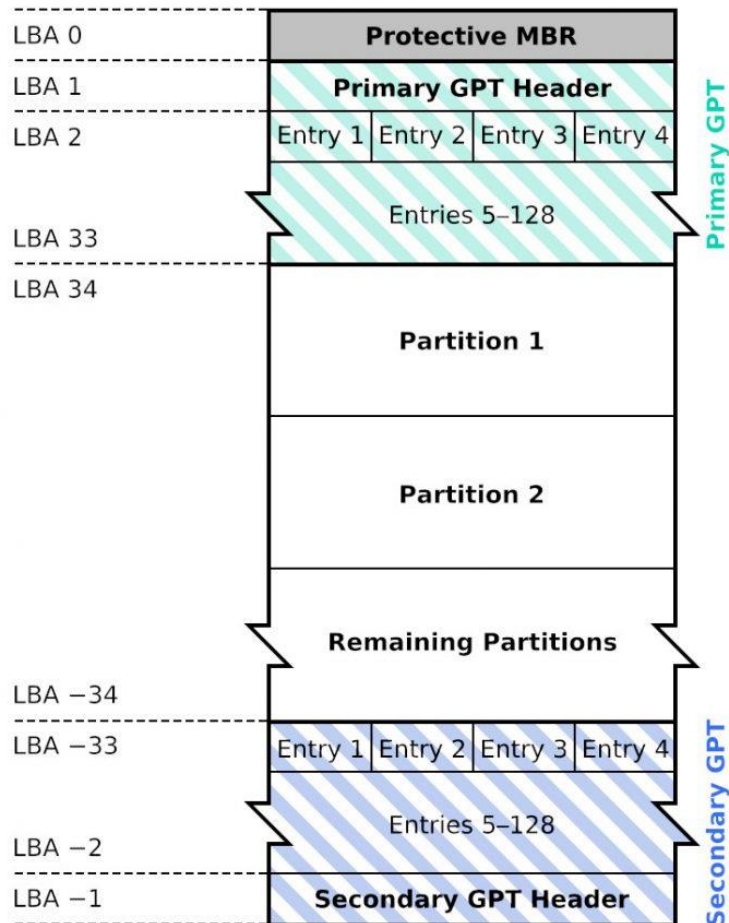 LBA 0
Protective MBR
LBA 1
Primary GPT Header
LBA 2
Entry 1 Entry 2 Entry 3 Entry 4
Entries 5–128
LBA 33
Primary GPT
LBA 34
Partition 1
Partition 2
Remaining Partitions
LBA −34
LBA −33
Entry 1 Entry 2 Entry 3 Entry 4
Entries 5–128
LBA −2
LBA −1
Secondary GPT Header
Secondary GPT